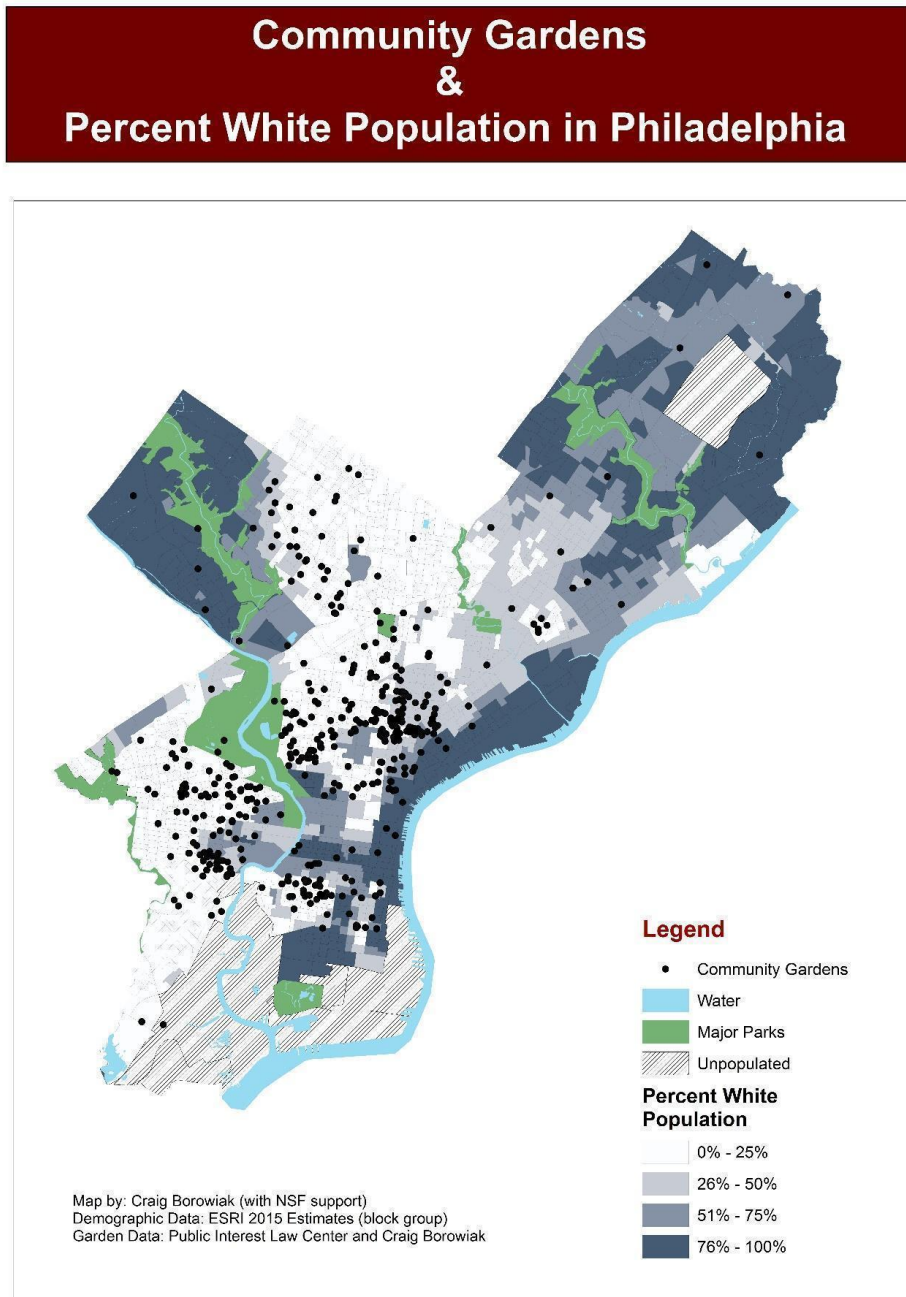 Community Gardens
&
Percent White Population in Philadelphia
Legend
Community Gardens
Water
Major Parks
Unpopulated
Percent White
Population
0% - 25%
26% - 50%
51% - 75%
76% - 100%
Map by: Craig Borowiak (with NSF support)
Demographic Data: ESRI 2015 Estimates (block group)
Garden Data: Public Interest Law Center and Craig Borowiak